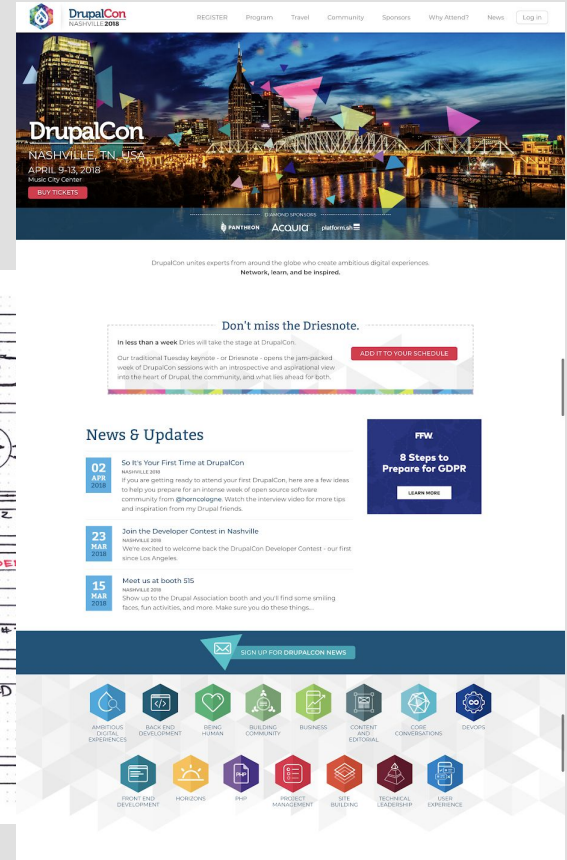 DrupalCon
NASHVILLE 2018
REGISTER Program Travel Community Sponsors Why Attend? News Log in
DrupalCon
NASHVILLE, TN, USA
APRIL 9-13, 2018
Music City Center
BUY TICKETS
DIAMOND SPONSORS
PANTHEON ACQUIA platform.sh
DrupalCon unites experts from around the globe who create ambitious digital experiences.
Network, learn, and be inspired.
Don't miss the Driesnote.
In less than a week Dries will take the stage at DrupalCon.
Our traditional Tuesday keynote - or Driesnote - opens the jam-packed
week of DrupalCon sessions with an introspective and aspirational view
into the heart of Drupal, the community, and what lies ahead for both.
ADD IT TO YOUR SCHEDULE
News & Updates
02
APR
2018
So It's Your First Time at DrupalCon
NASHVILLE 2018
If you are getting ready to attend your first DrupalCon, here are a few ideas
to help you prepare for an intense week of open source software
community from @horncologne. Watch the interview video for more tips
and inspiration from my Drupal friends.
23
MAR
2018
Join the Developer Contest in Nashville
NASHVILLE 2018
We're excited to welcome back the DrupalCon Developer Contest - our first
since Los Angeles.
15
MAR
2018
Meet us at booth 515
NASHVILLE 2018
Show up to the Drupal Association booth and you'll find some smiling
faces, fun activities, and more. Make sure you do these things...
FFW.
8 Steps to
Prepare for GDPR
LEARN MORE
SIGN UP FOR DRUPALCON NEWS
AMBITIOUS
DIGITAL
EXPERIENCES
BACK END
DEVELOPMENT
BEING
HUMAN
BUILDING
COMMUNITY
BUSINESS
CONTENT
AND
EDITORIAL
CORE
CONVERSATIONS
DEVOPS
FRONT END
DEVELOPMENT
HORIZONS
PHP
PHP
PROJECT
MANAGEMENT
SITE
BUILDING
TECHNICAL
LEADERSHIP
USER
EXPERIENCE